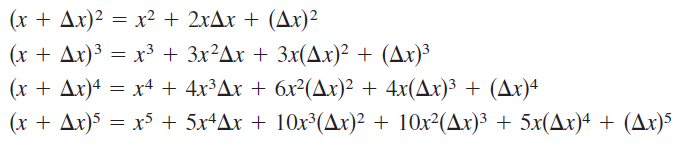 (x + Δx)² = x² + 2xΔx + (Δx)²
(x + Δx)³ = x³ + 3x²Δx + 3x(Δx)² + (Δx)³
(x + Δx)⁴ = x⁴ + 4x³Δx + 6x²(Δx)² + 4x(Δx)³ + (Δx)⁴
(x + Δx)⁵ = x⁵ + 5x⁴Δx + 10x³(Δx)² + 10x²(Δx)³ + 5x(Δx)⁴ + (Δx)⁵